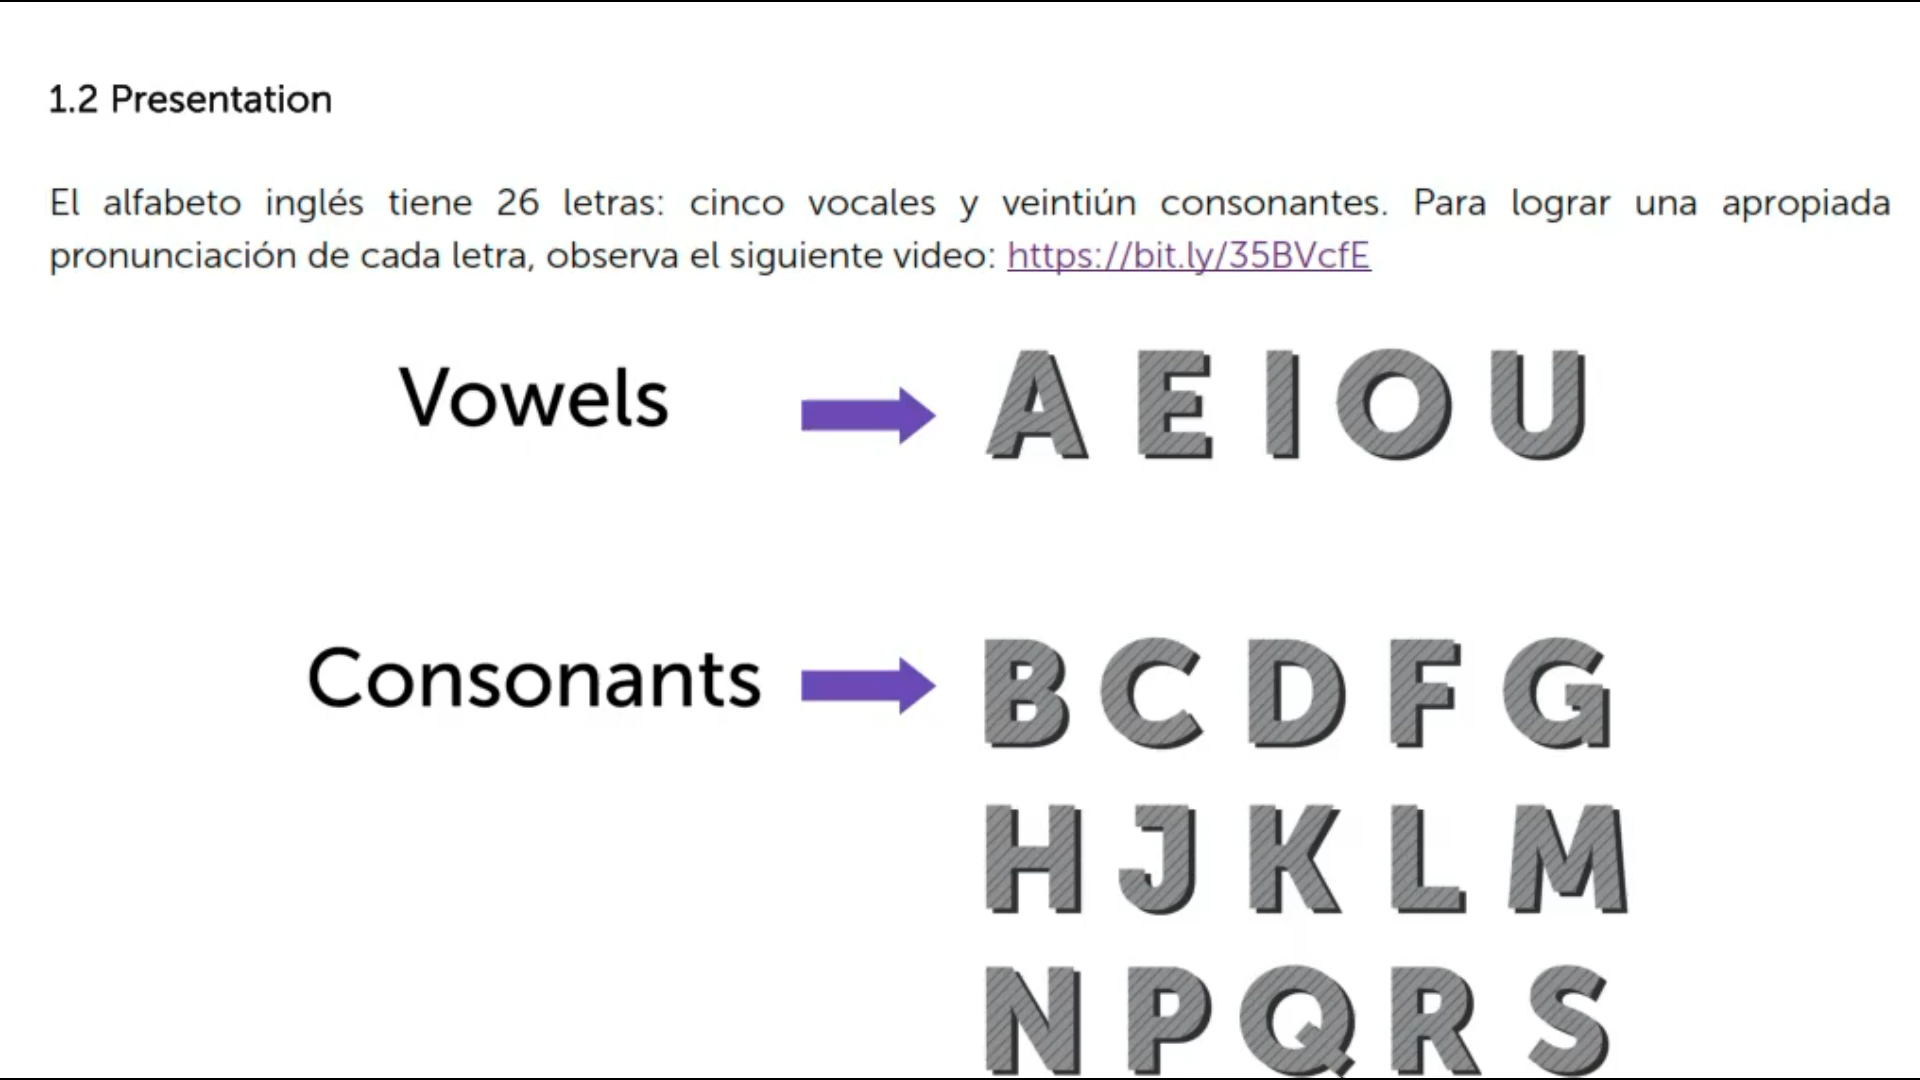 1.2 Presentation
El alfabeto inglés tiene 26 letras: cinco vocales y veintiún consonantes. Para lograr una apropiada
pronunciación de cada letra, observa el siguiente video: https://bit.ly/35BVcfE
Vowels A E I O U
Consonants B C D F G
H J K L M
N P Q R S